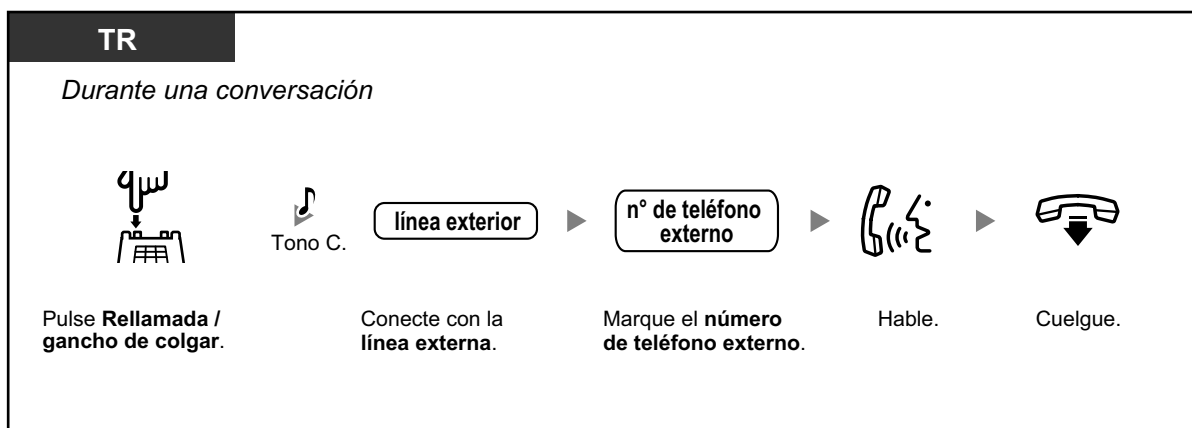 TR
Durante una conversación
Tono C.
línea exterior
n° de teléfono
externo
Pulse Rellamada /
gancho de colgar.
Conecte con la
línea externa.
Marque el número
de teléfono externo.
Hable.
Cuelgue.